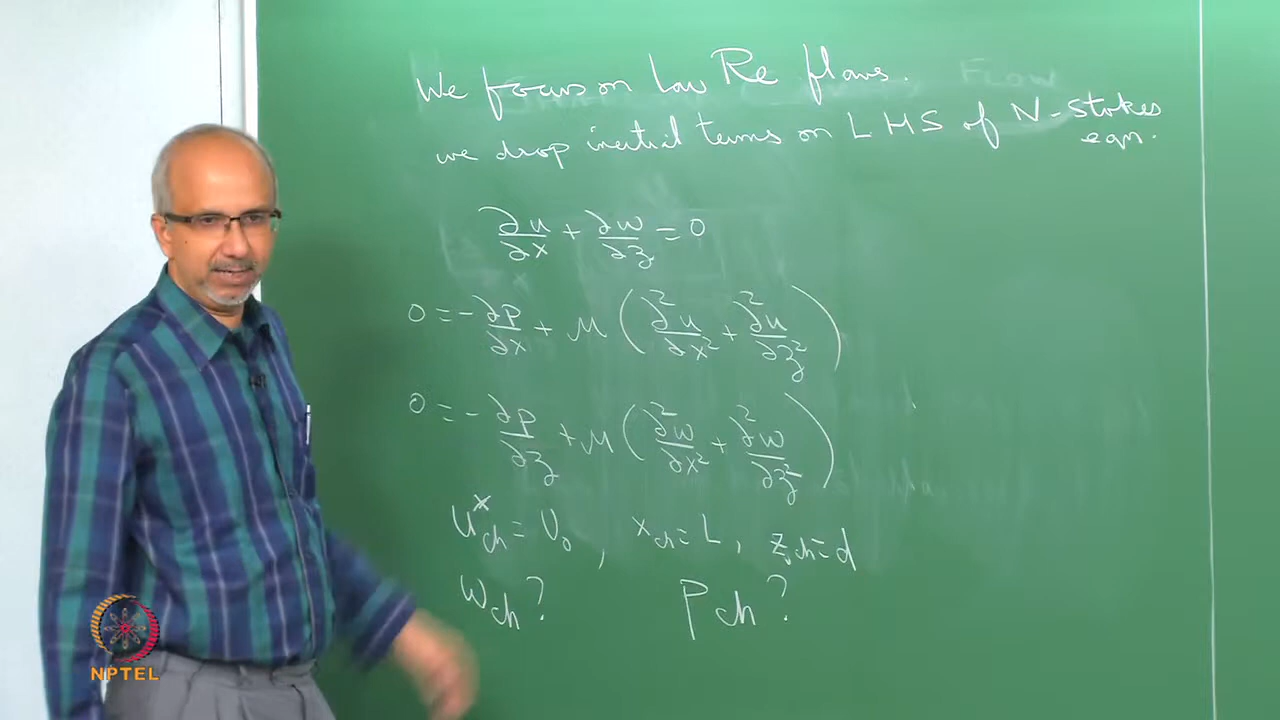 We focus on low Re flows.
we drop inertial terms on LHS of N-Stokes
eqn.
∂u/∂x + ∂w/∂z = 0
0 = -∂p/∂x + μ(∂²u/∂x² + ∂²u/∂z²)
0 = -∂p/∂z + μ(∂²w/∂x² + ∂²w/∂z²)
u*ch = U₀, xch = L, zch = d
wch? Pch?
NPTEL